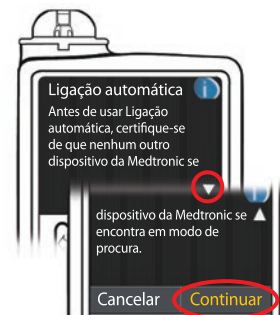 Ligação automática
Antes de usar Ligação
automática, certifique-se
de que nenhum outro
dispositivo da Medtronic se
dispositivo da Medtronic se
encontra em modo de
procura.
Cancelar Continuar